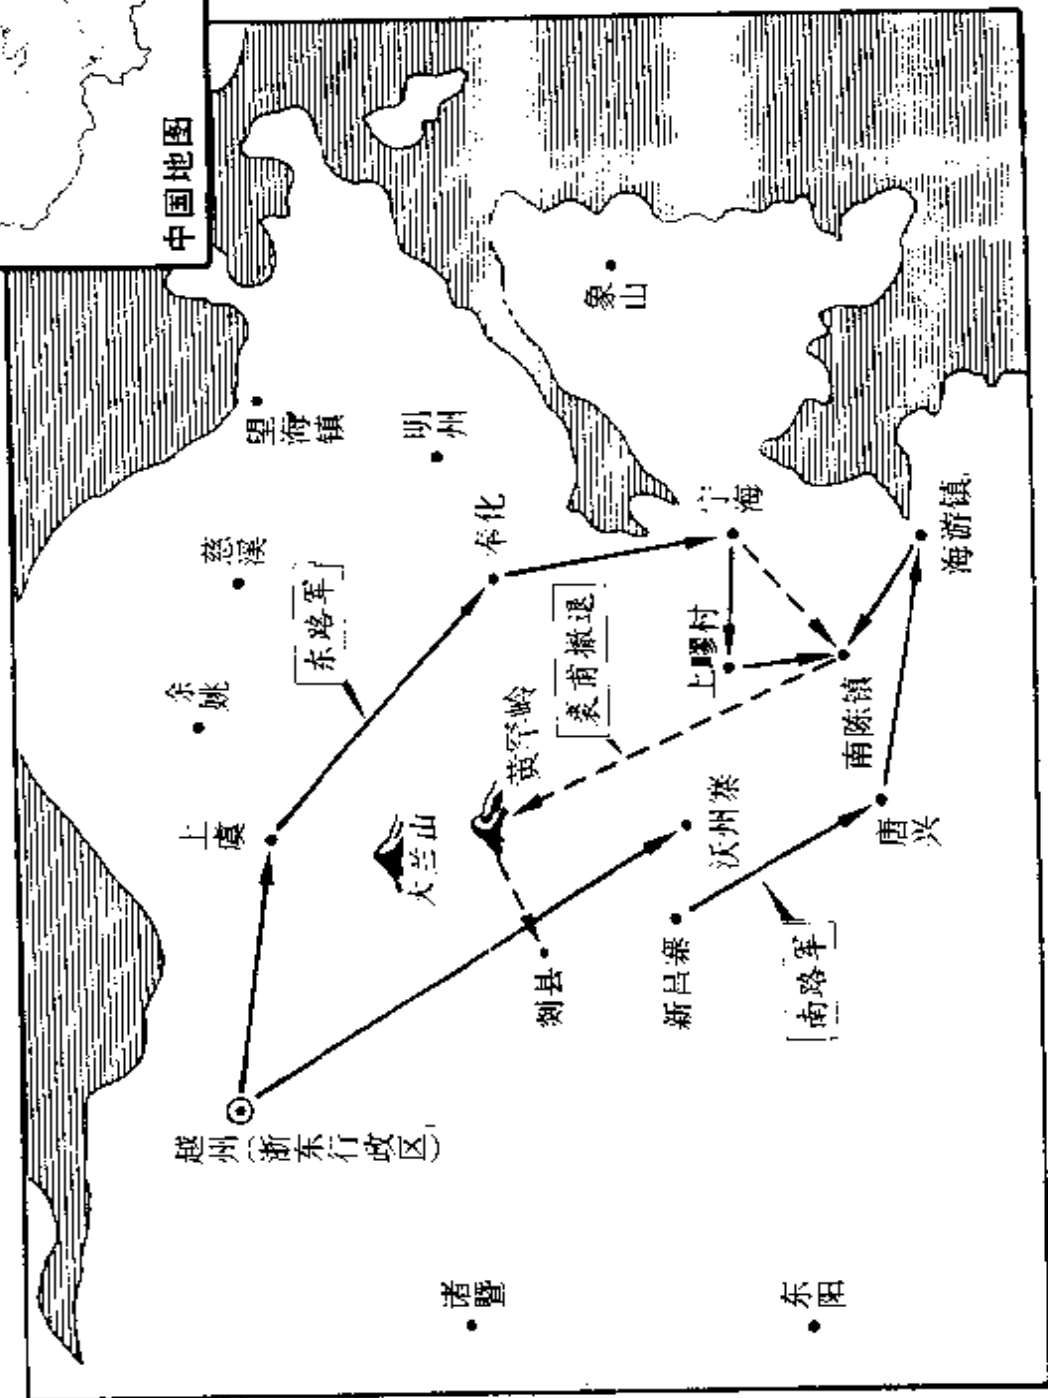 中国地图
望海镇
明州
象山
慈溪
余姚
东路军
奉化
宁海
海游镇
上疁村
裘甫撤退
南陈镇
黄罕岭
上虞
大兰山
沃州寨
唐兴
剡县
新昌寨
南路军
越州(浙东行政区)
诸暨
东阳